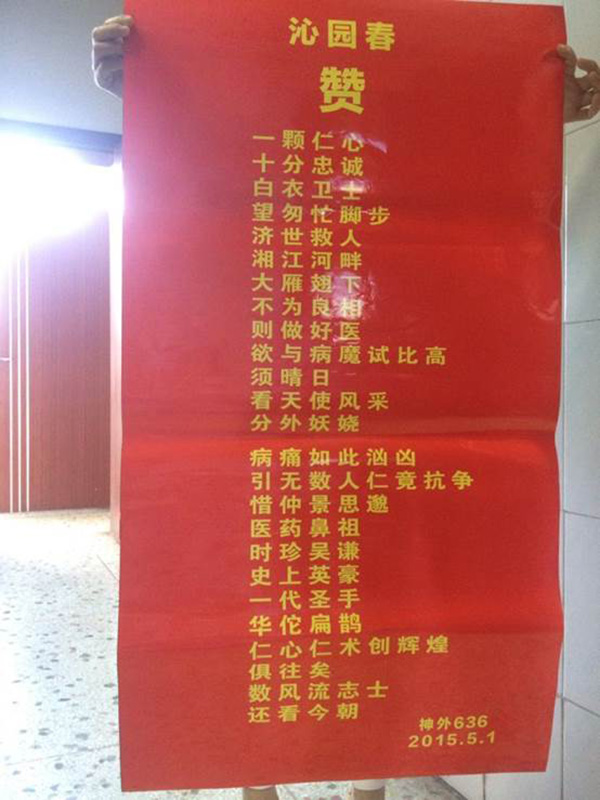 沁园春
赞
一颗仁心
十分忠诚
白衣卫士
望匆忙脚步
济世救人
湘江河畔
大雁翅下
不为良相
则做好医
欲与病魔试比高
须晴日
看天使风采
分外妖娆
病痛如此汹凶
引无数人仁竟抗争
惜仲景思邈
医药鼻祖
时珍吴谦
史上英豪
一代圣手
华佗扁鹊
仁心仁术创辉煌
俱往矣
数风流志士
还看今朝
神外636
2015.5.1